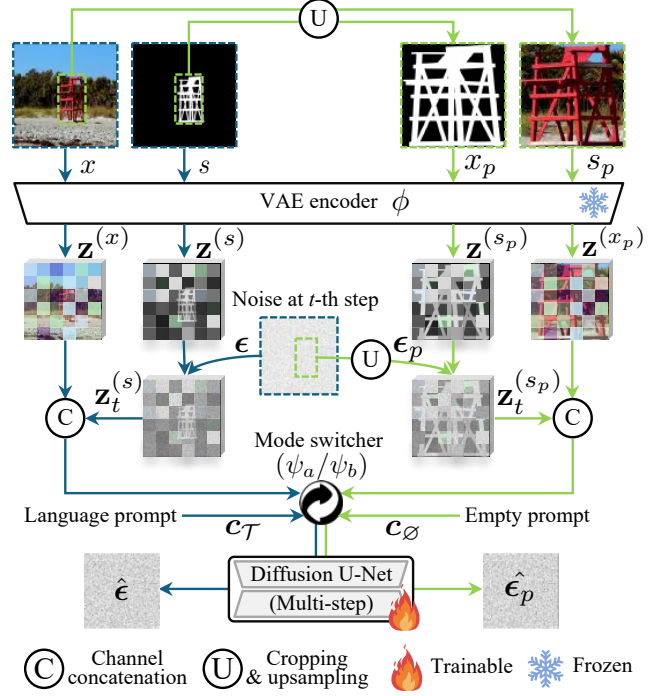 U
x
s
x_p
s_p
VAE encoder ϕ
z^(x)
z^(s)
z^(s_p)
z^(x_p)
Noise at t-th step
ϵ
U
ϵ_p
z_t^(s)
z_t^(s_p)
C
C
Mode switcher
(ψ_a/ψ_b)
Language prompt
c_𝒯
c_∅
Empty prompt
Diffusion U-Net
(Multi-step)
ϵ̂
ϵ̂_p
C Channel concatenation
U Cropping & upsampling
Trainable
Frozen